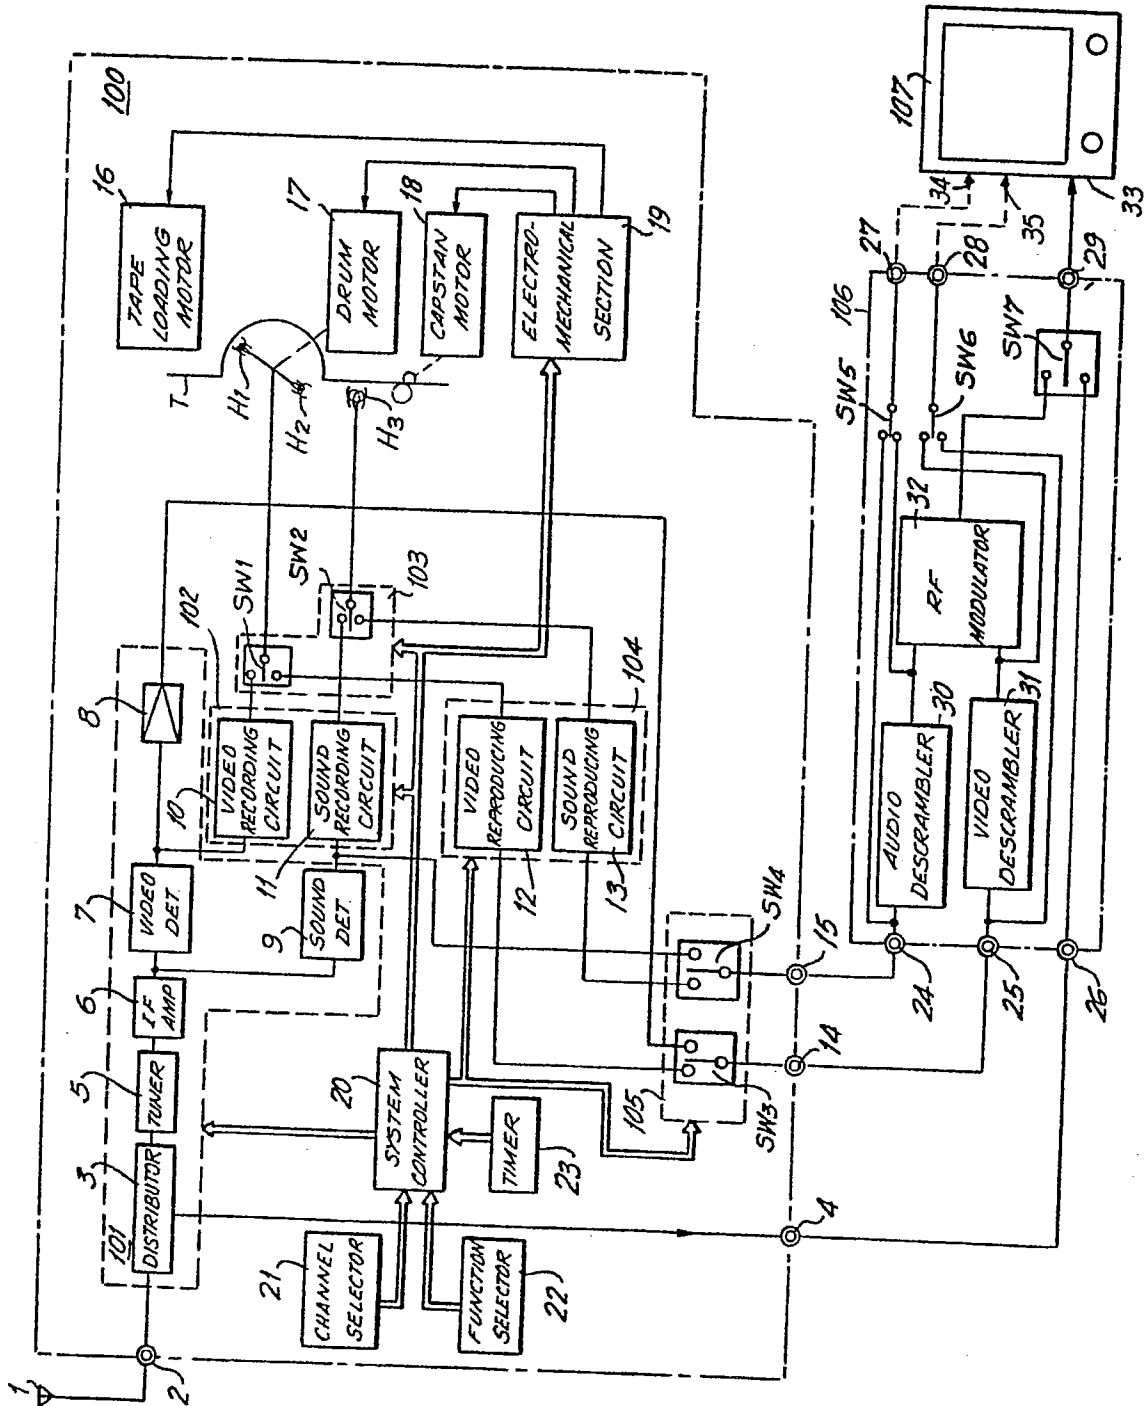 100
1
2
101
3
DISTRIBUTOR
4
5
TUNER
6
I F
AMP
7
VIDEO
DET.
8
9
SOUND
DET.
102
10
VIDEO
RECORDING
CIRCUIT
11
SOUND
RECORDING
CIRCUIT
SW1
SW2
103
104
VIDEO
REPRODUCING
CIRCUIT
12
SOUND
REPRODUCING
CIRCUIT
13
T
H1
H2
H3
16
TAPE
LOADING
MOTOR
17
DRUM
MOTOR
18
CAPSTAN
MOTOR
ELECTRO-
MECHANICAL
SECTION
19
20
SYSTEM
CONTROLLER
21
CHANNEL
SELECTOR
FUNCTION
SELECTOR
22
TIMER
23
105
SW3
SW4
14
15
24
25
26
AUDIO
DESCRAMBLER
30
VIDEO
DESCRAMBLER
31
32
RF
MODULATOR
SW5
SW6
SW7
106
27
28
29
34
35
33
107